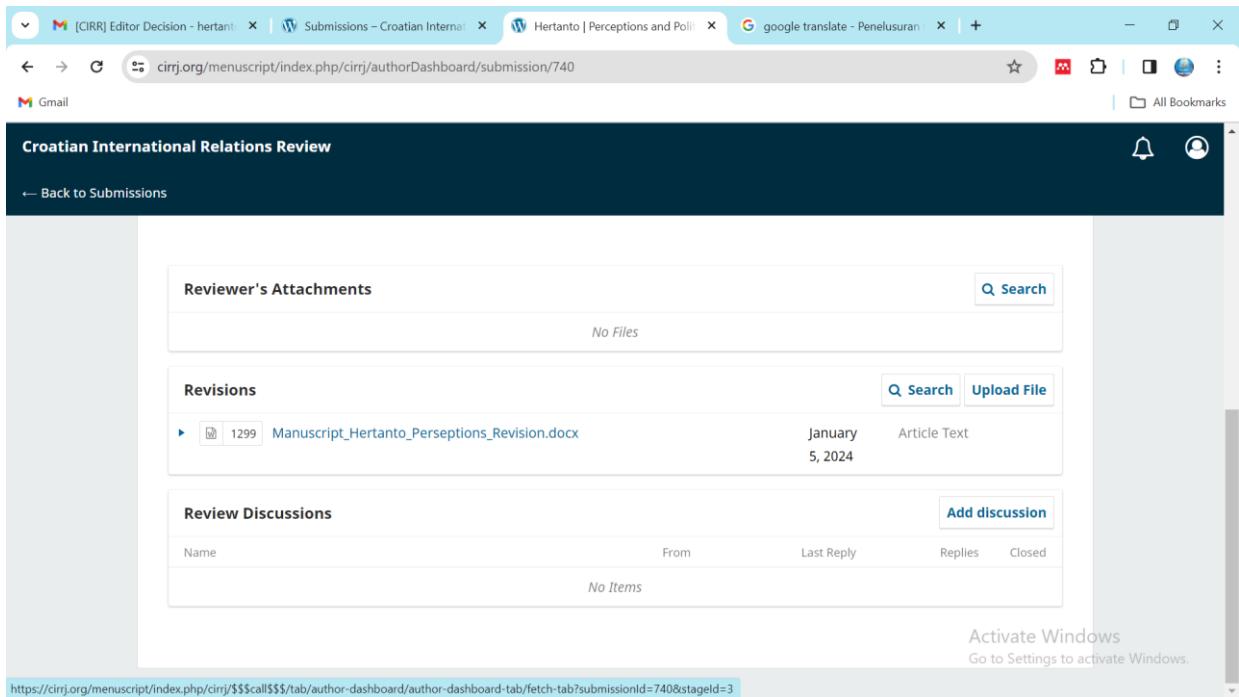 [CIRR] Editor Decision - hertant
Submissions – Croatian Internat
Hertanto | Perceptions and Poli
google translate - Penelusuran
cirrj.org/menuscript/index.php/cirrj/authorDashboard/submission/740
Gmail
All Bookmarks
Croatian International Relations Review
← Back to Submissions
Reviewer's Attachments
Search
No Files
Revisions
Search
Upload File
1299 Manuscript_Hertanto_Perseptions_Revision.docx
January
5, 2024
Article Text
Review Discussions
Add discussion
Name From Last Reply Replies Closed
No Items
Activate Windows
Go to Settings to activate Windows.
https://cirrj.org/menuscript/index.php/cirrj/$$$call$$$/tab/author-dashboard/author-dashboard-tab/fetch-tab?submissionId=740&stageId=3